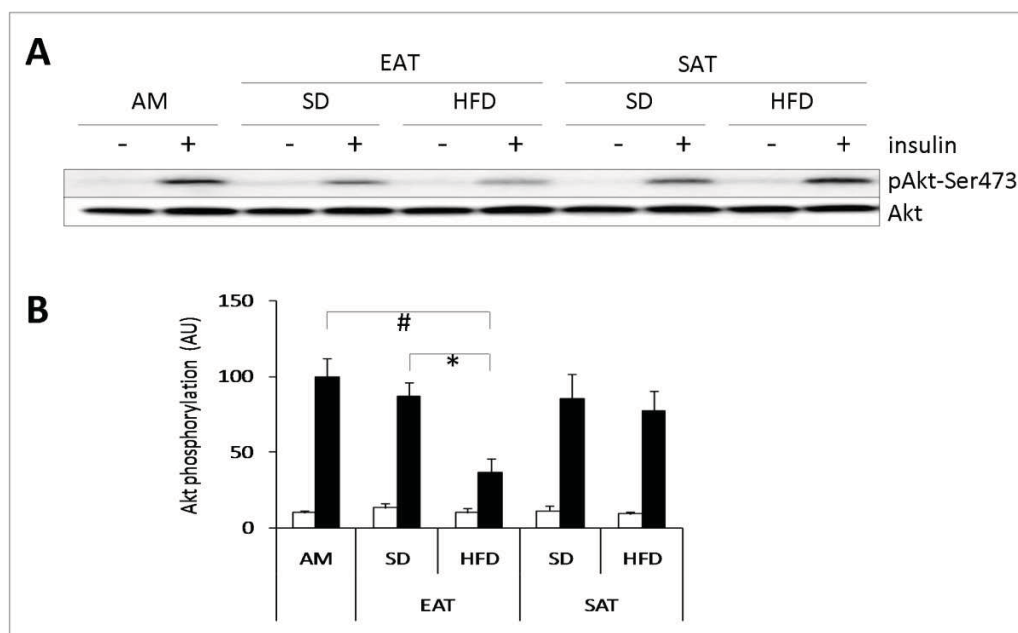 A
EAT SAT
AM SD HFD SD HFD
- + - + - + - + - + insulin
pAkt-Ser473
Akt
B
Akt phosphorylation (AU)
150
100
50
0
#
*
AM SD HFD SD HFD
EAT SAT